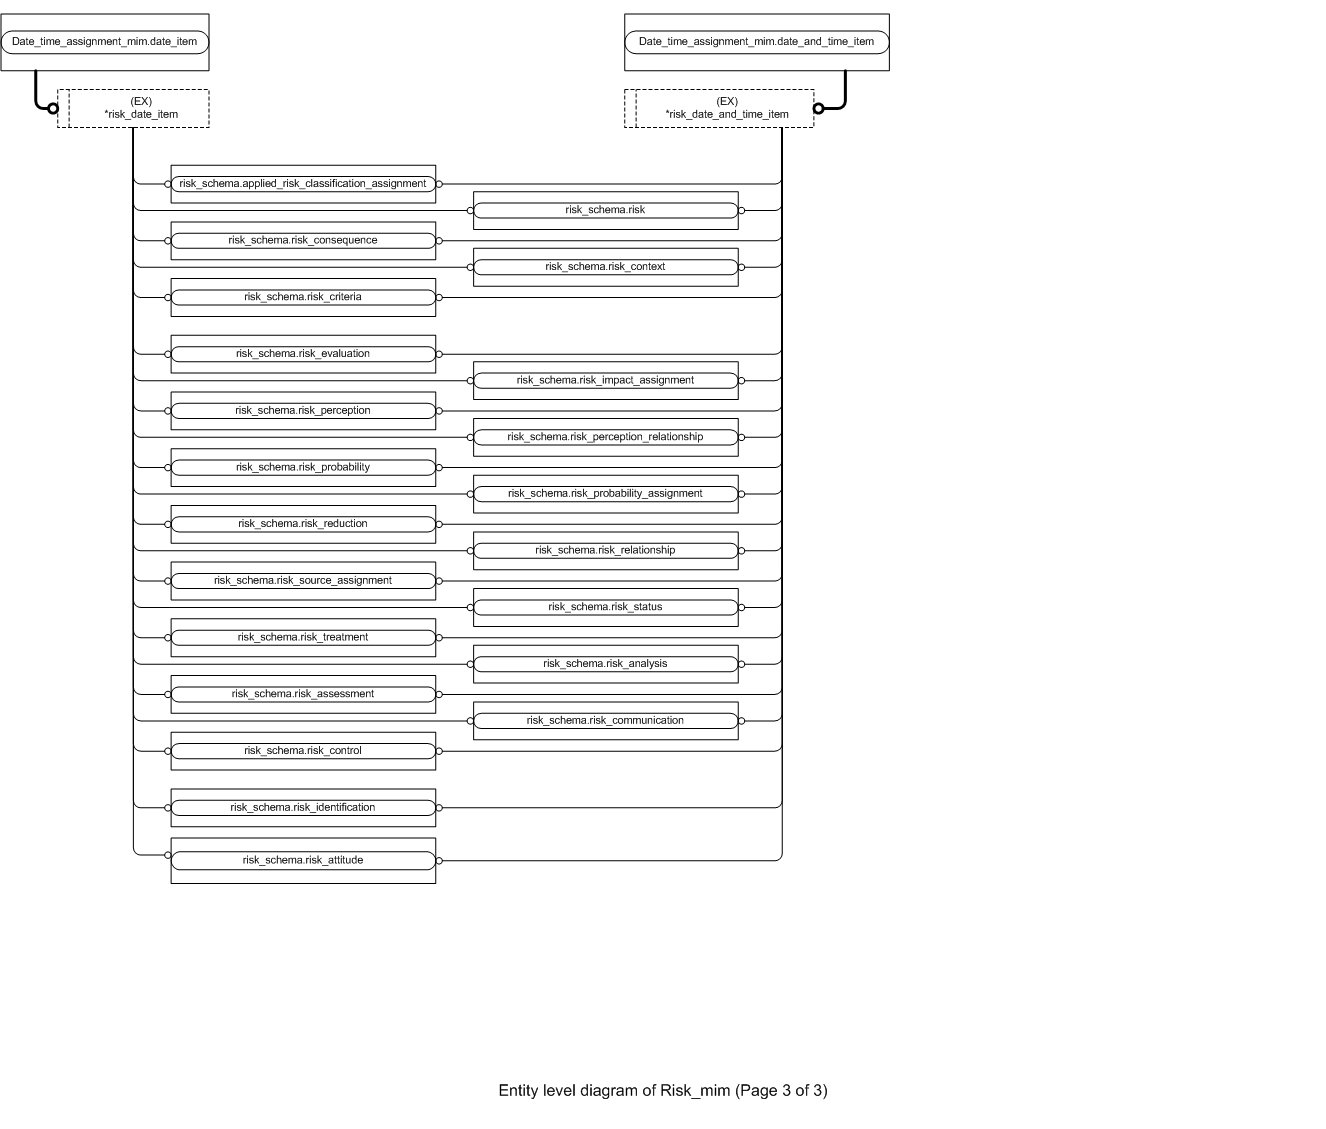 Date_time_assignment_mim.date_item
Date_time_assignment_mim.date_and_time_item
(EX)
*risk_date_item
(EX)
*risk_date_and_time_item
risk_schema.applied_risk_classification_assignment
risk_schema.risk
risk_schema.risk_consequence
risk_schema.risk_context
risk_schema.risk_criteria
risk_schema.risk_evaluation
risk_schema.risk_impact_assignment
risk_schema.risk_perception
risk_schema.risk_perception_relationship
risk_schema.risk_probability
risk_schema.risk_probability_assignment
risk_schema.risk_reduction
risk_schema.risk_relationship
risk_schema.risk_source_assignment
risk_schema.risk_status
risk_schema.risk_treatment
risk_schema.risk_analysis
risk_schema.risk_assessment
risk_schema.risk_communication
risk_schema.risk_control
risk_schema.risk_identification
risk_schema.risk_attitude
Entity level diagram of Risk_mim (Page 3 of 3)